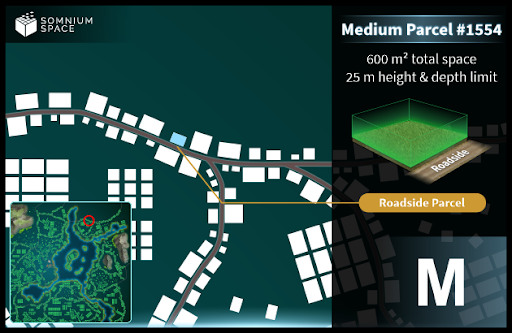 SOMNIUM
SPACE
Medium Parcel #1554
600 m² total space
25 m height & depth limit
Roadside
Roadside Parcel
M